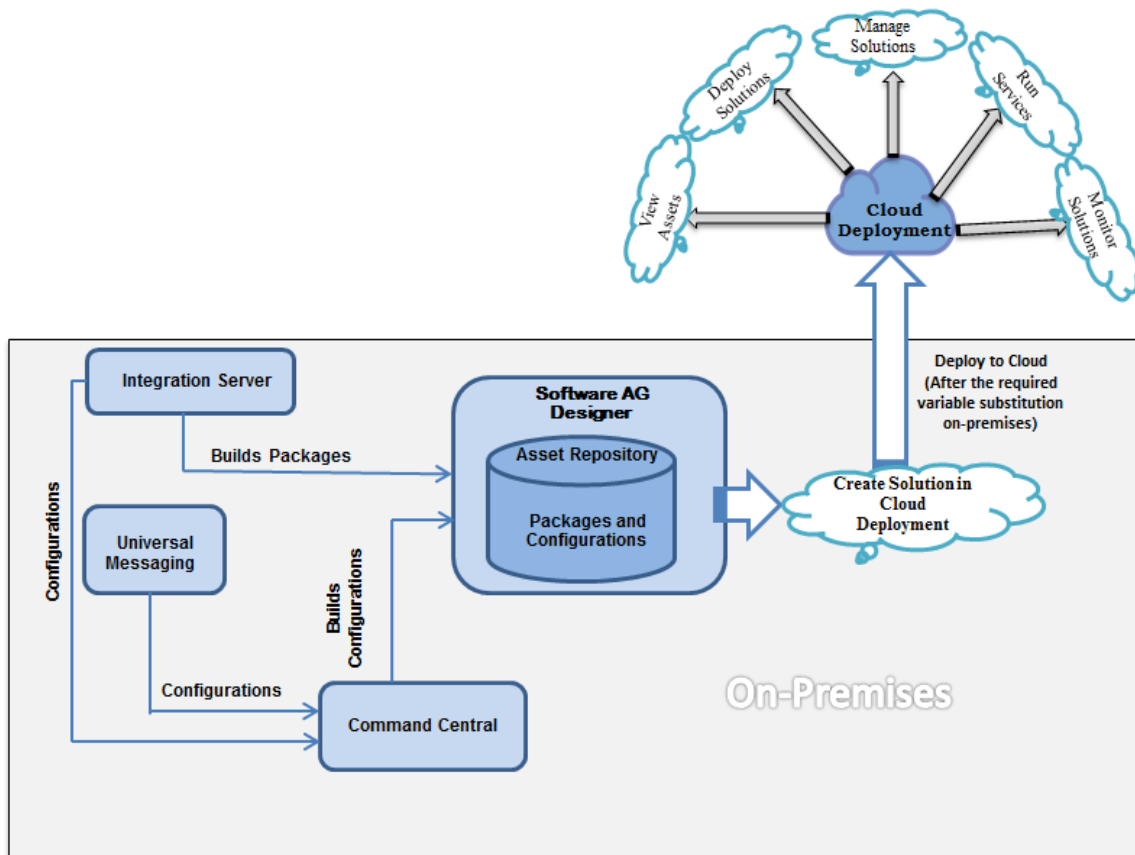 Manage
Solutions
Deploy
Solutions
Run
Services
View
Assets
Monitor
Solutions
Cloud
Deployment
Deploy to Cloud
(After the required
variable substitution
on-premises)
Integration Server
Builds Packages
Software AG
Designer
Asset Repository
Packages and
Configurations
Create Solution in
Cloud
Deployment
Configurations
Universal
Messaging
Builds
Configurations
Configurations
Command Central
On-Premises